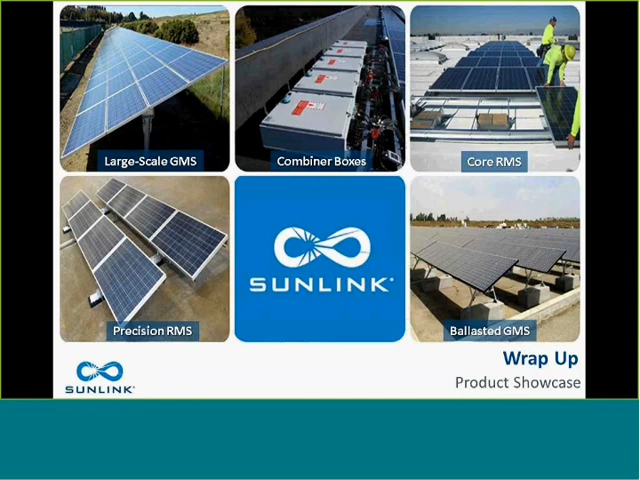 Large-Scale GMS
Combiner Boxes
Core RMS
Precision RMS
SUNLINK®
Ballasted GMS
Wrap Up
SUNLINK®
Product Showcase